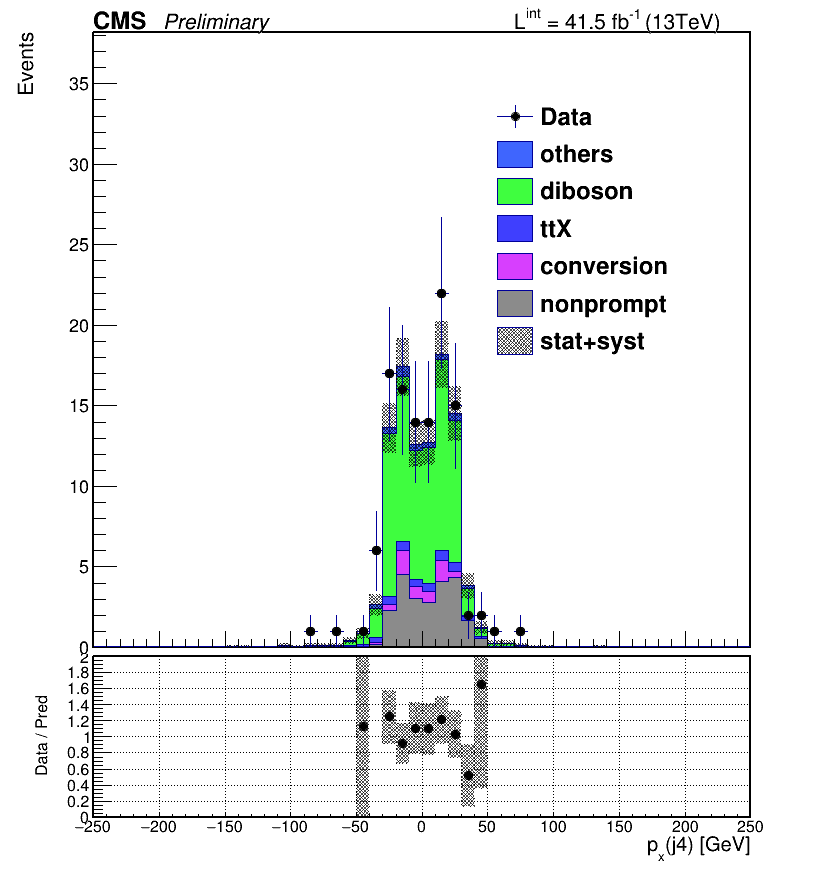 CMS Preliminary L^int = 41.5 fb^-1 (13TeV)
Events
35
30
25
20
15
10
5
0
Data
others
diboson
ttX
conversion
nonprompt
stat+syst
Data / Pred
2
1.8
1.6
1.4
1.2
1
0.8
0.6
0.4
0.2
0
−250 −200 −150 −100 −50 0 50 100 150 200 250
p_x(j4) [GeV]